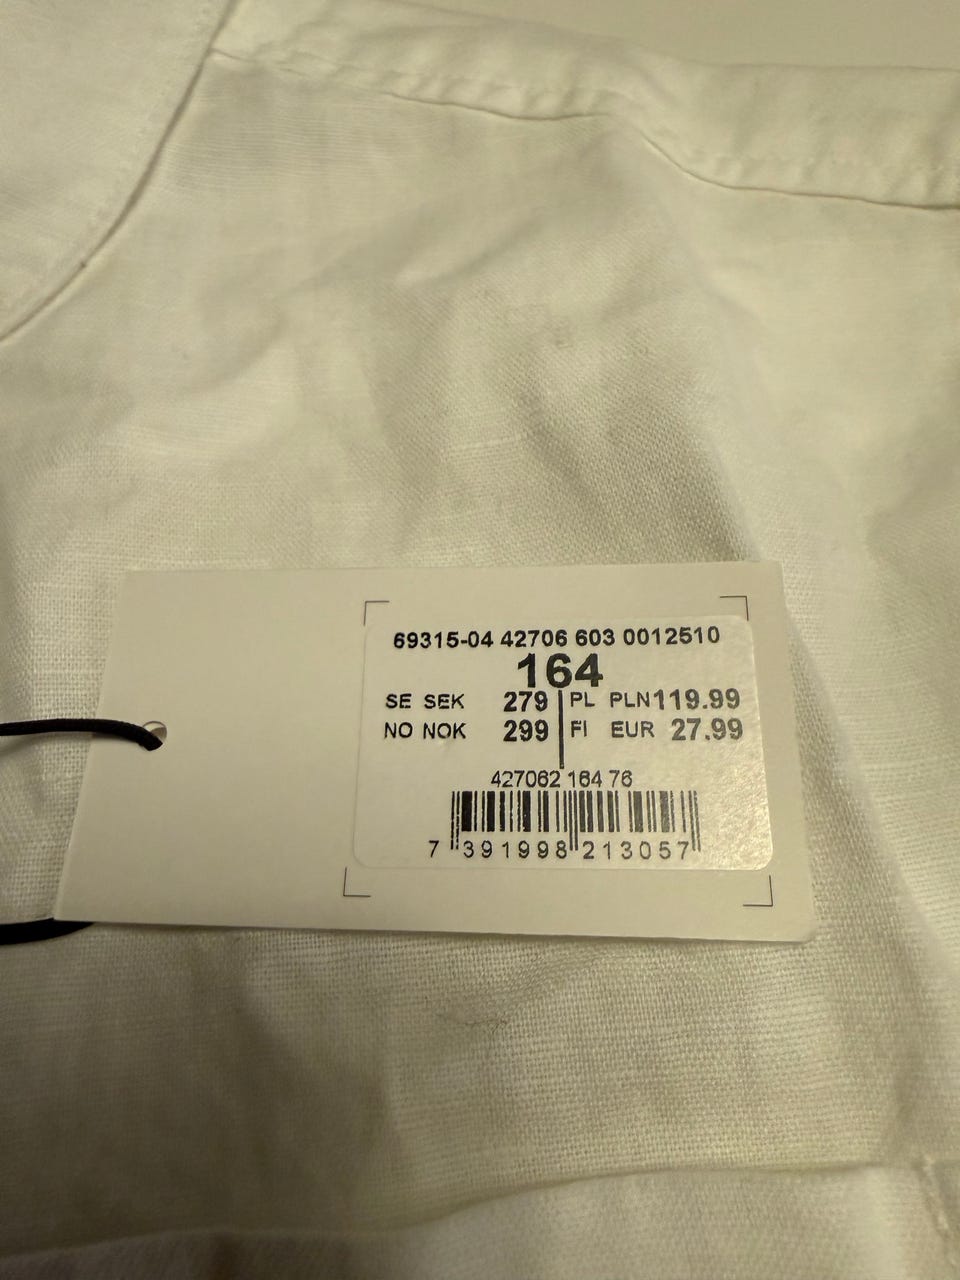 69315-04 42706 603 0012510
164
SE SEK 279 PL PLN119.99
NO NOK 299 FI EUR 27.99
427062 164 76
7 391998 213057